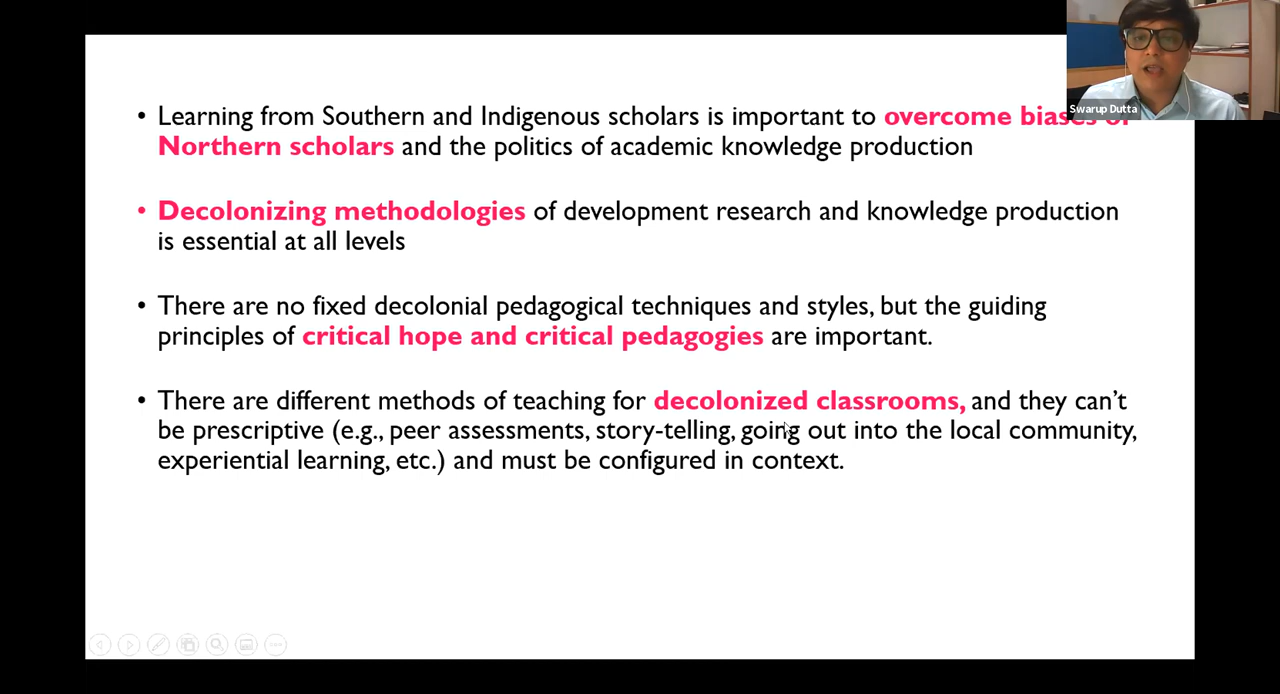 Swarup Dutta
• Learning from Southern and Indigenous scholars is important to overcome biases of
Northern scholars and the politics of academic knowledge production
• Decolonizing methodologies of development research and knowledge production
is essential at all levels
• There are no fixed decolonial pedagogical techniques and styles, but the guiding
principles of critical hope and critical pedagogies are important.
• There are different methods of teaching for decolonized classrooms, and they can’t
be prescriptive (e.g., peer assessments, story-telling, going out into the local community,
experiential learning, etc.) and must be configured in context.